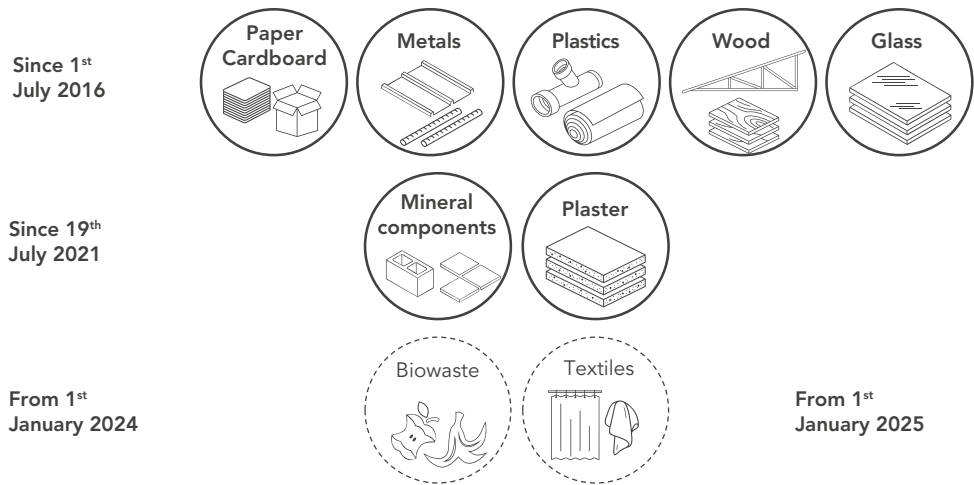 Since 1st
July 2016
Paper
Cardboard
Metals
Plastics
Wood
Glass
Since 19th
July 2021
Mineral
components
Plaster
From 1st
January 2024
Biowaste
Textiles
From 1st
January 2025